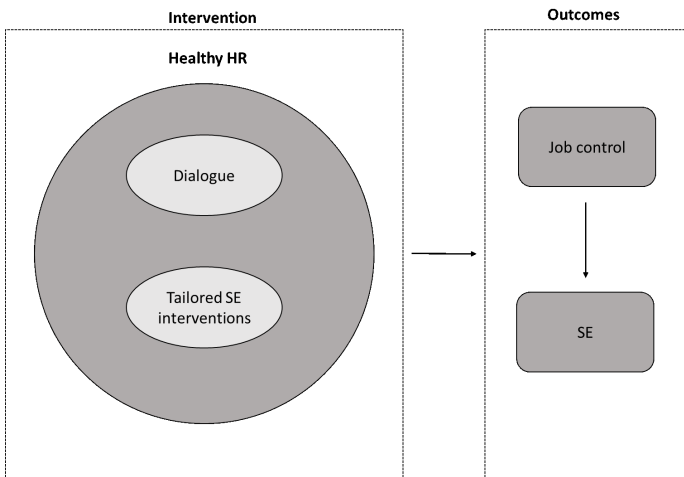 Intervention
Healthy HR
Dialogue
Tailored SE
interventions
Outcomes
Job control
SE